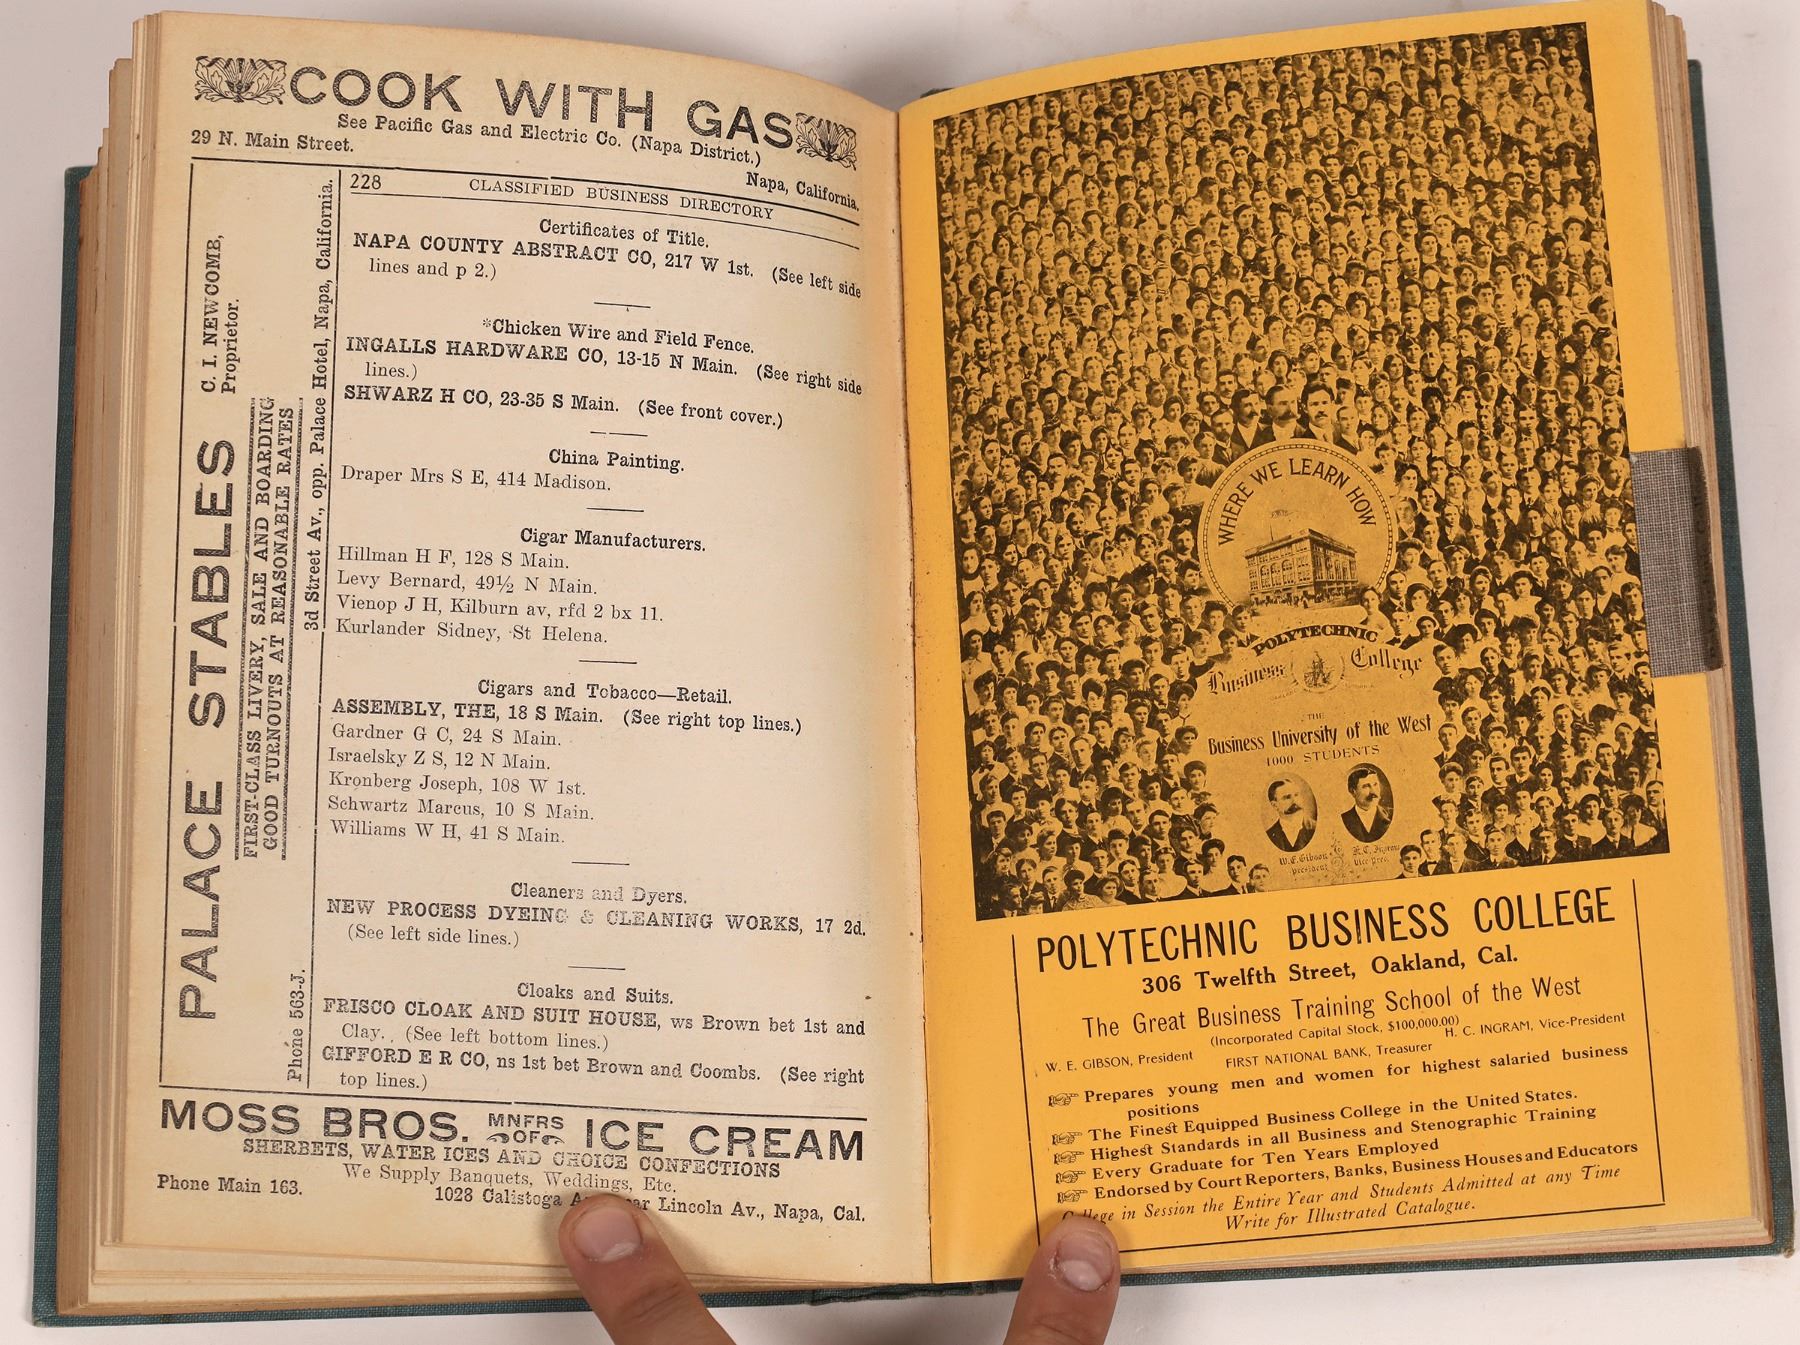 COOK WITH GAS
See Pacific Gas and Electric Co. (Napa District.)
29 N. Main Street.
Napa, California.
PALACE STABLES
C. I. NEWCOMB,
Proprietor.
FIRST-CLASS LIVERY, SALE AND BOARDING
GOOD TURNOUTS AT REASONABLE RATES
3d Street Av., opp. Palace Hotel, Napa, California.
Phone 563-J.
228 CLASSIFIED BUSINESS DIRECTORY
Certificates of Title.
NAPA COUNTY ABSTRACT CO, 217 W 1st. (See left side
lines and p 2.)
*Chicken Wire and Field Fence.
INGALLS HARDWARE CO, 13-15 N Main. (See right side
lines.)
SHWARZ H CO, 23-35 S Main. (See front cover.)
China Painting.
Draper Mrs S E, 414 Madison.
Cigar Manufacturers.
Hillman H F, 128 S Main.
Levy Bernard, 49½ N Main.
Vienop J H, Kilburn av, rfd 2 bx 11.
Kurlander Sidney, St Helena.
Cigars and Tobacco—Retail.
ASSEMBLY, THE, 18 S Main. (See right top lines.)
Gardner G C, 24 S Main.
Israelsky Z S, 12 N Main.
Kronberg Joseph, 108 W 1st.
Schwartz Marcus, 10 S Main.
Williams W H, 41 S Main.
Cleaners and Dyers.
NEW PROCESS DYEING & CLEANING WORKS, 17 2d.
(See left side lines.)
Cloaks and Suits.
FRISCO CLOAK AND SUIT HOUSE, ws Brown bet 1st and
Clay. (See left bottom lines.)
GIFFORD E R CO, ns 1st bet Brown and Coombs. (See right
top lines.)
MOSS BROS. MNFRS OF ICE CREAM
SHERBETS, WATER ICES AND CHOICE CONFECTIONS
We Supply Banquets, Weddings, Etc.
Phone Main 163.
1028 Calistoga Lincoln Av., Napa, Cal.
WHERE WE LEARN HOW
POLYTECHNIC
Business College
THE
Business University of the West
1000 STUDENTS
W.E. Gibson
president
H.C. Ingram
Vice Pres.
POLYTECHNIC BUSINESS COLLEGE
306 Twelfth Street, Oakland, Cal.
The Great Business Training School of the West
(Incorporated Capital Stock, $100,000.00)
W. E. GIBSON, President
H. C. INGRAM, Vice-President
FIRST NATIONAL BANK, Treasurer
Prepares young men and women for highest salaried business
positions
The Finest Equipped Business College in the United States.
Highest Standards in all Business and Stenographic Training
Every Graduate for Ten Years Employed
Endorsed by Court Reporters, Banks, Business Houses and Educators
College in Session the Entire Year and Students Admitted at any Time
Write for Illustrated Catalogue.